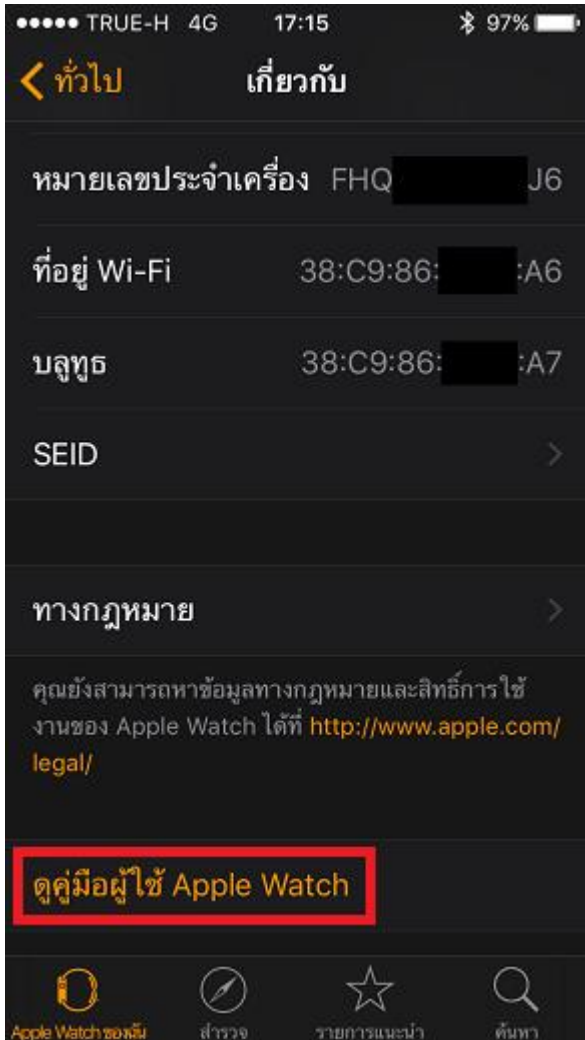 TRUE-H 4G 17:15 97%
ทั่วไป เกี่ยวกับ
หมายเลขประจำเครื่อง FHQ J6
ที่อยู่ Wi-Fi 38:C9:86: :A6
บลูทูธ 38:C9:86: :A7
SEID
ทางกฎหมาย
คุณยังสามารถหาข้อมูลทางกฎหมายและสิทธิ์การใช้
งานของ Apple Watch ได้ที่ http://www.apple.com/
legal/
ดูคู่มือผู้ใช้ Apple Watch
Apple Watch ของฉัน สำรวจ รายการแนะนำ ค้นหา